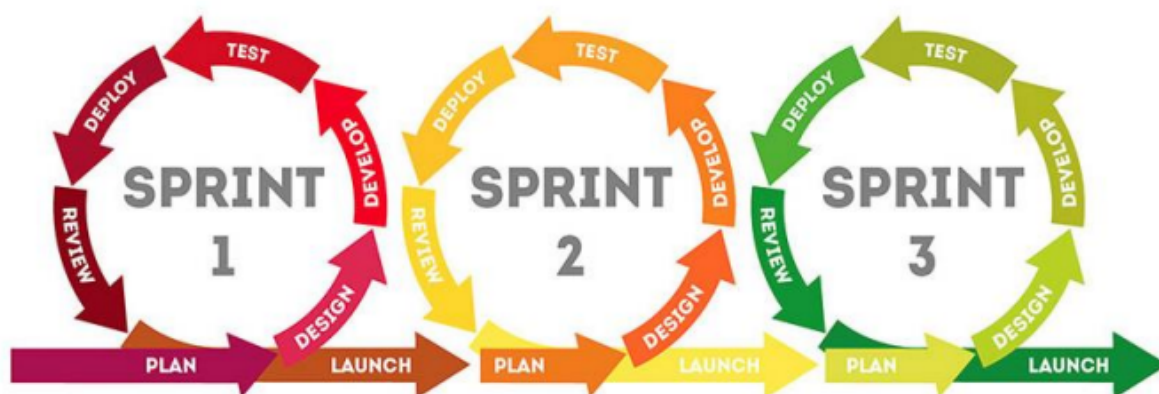 TEST
DEPLOY
DEVELOP
SPRINT
1
REVIEW
DESIGN
PLAN
LAUNCH
TEST
DEPLOY
DEVELOP
SPRINT
2
REVIEW
DESIGN
PLAN
LAUNCH
TEST
DEPLOY
DEVELOP
SPRINT
3
REVIEW
DESIGN
PLAN
LAUNCH